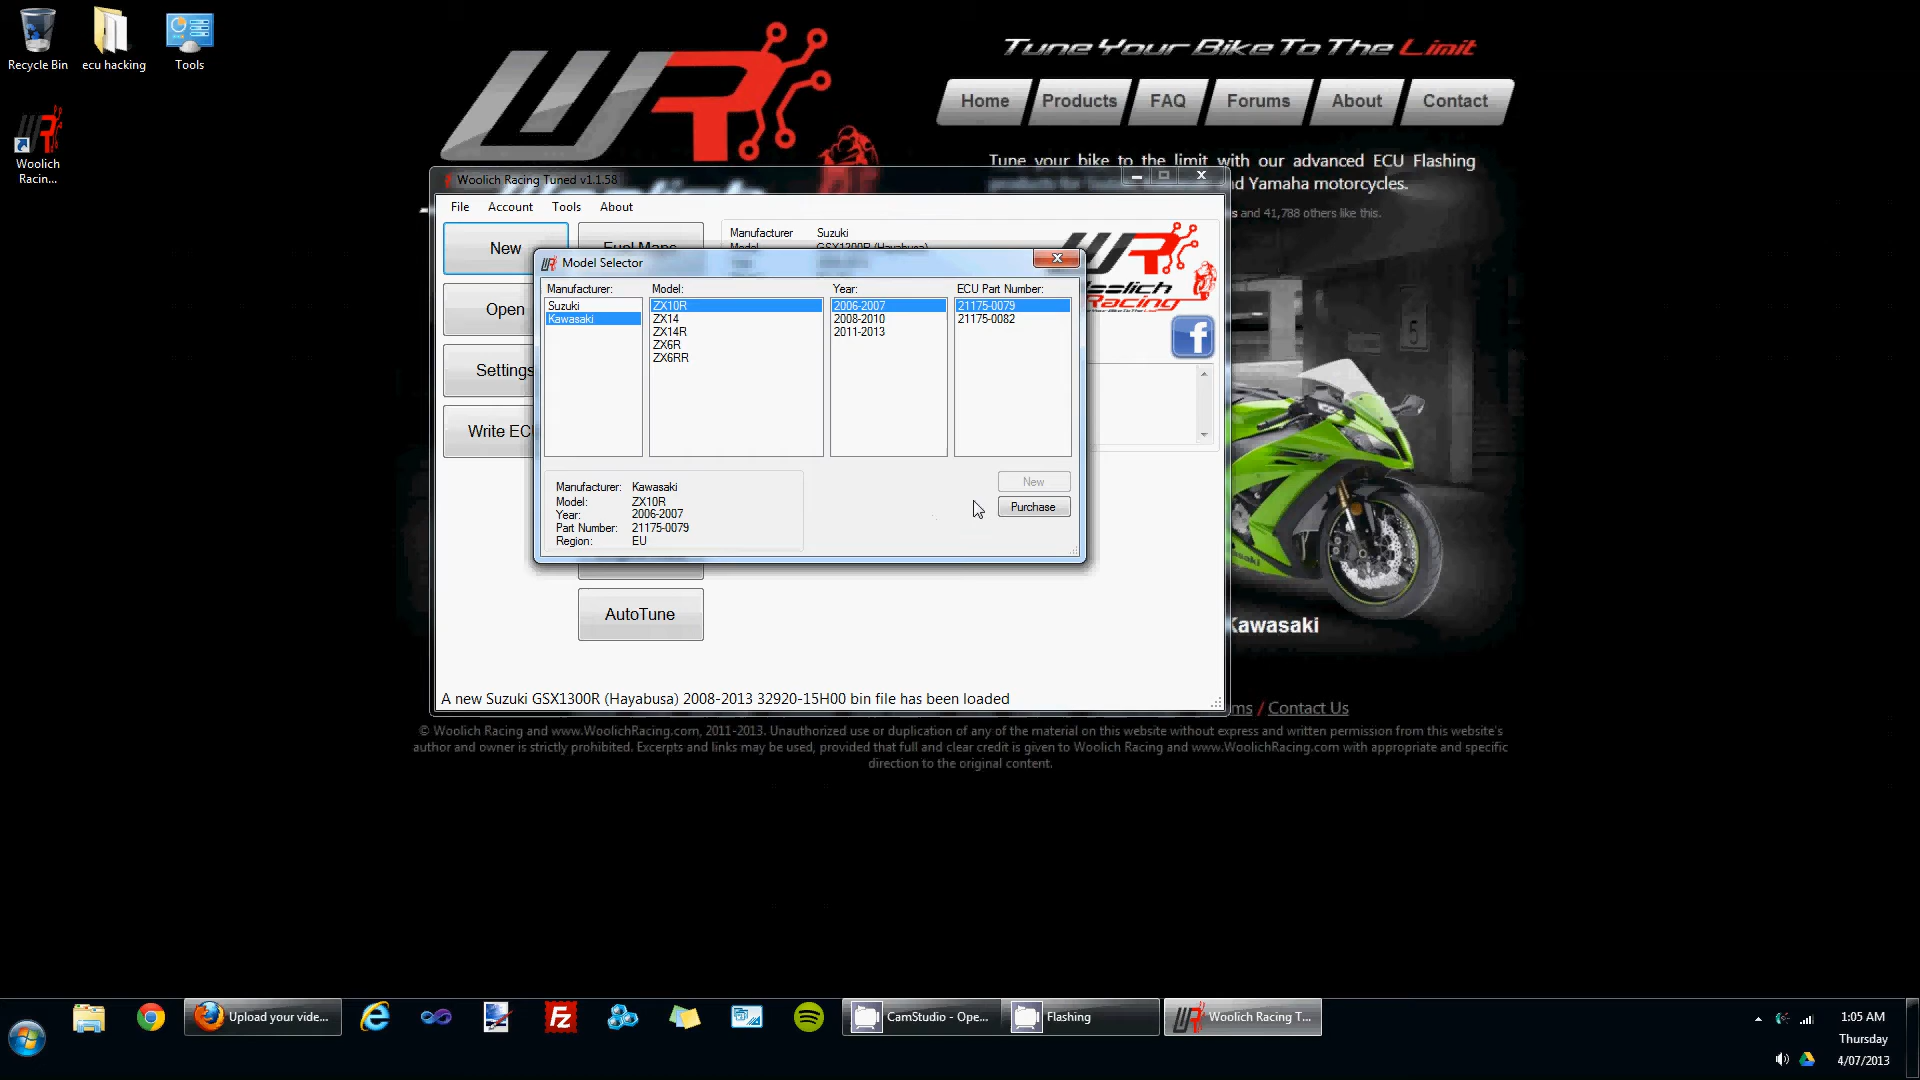 Recycle Bin
ecu hacking
Tools
Woolich
Racin...
WR
Tune Your Bike To The Limit
Home
Products
FAQ
Forums
About
Contact
Tune your bike to the limit with our advanced ECU Flashing
d Yamaha motorcycles.
s and 41,788 others like this.
Woolich Racing Tuned v1.1.58
File
Account
Tools
About
New
Fuel Maps
Open
Settings
Write EC
AutoTune
Manufacturer
Suzuki
Model
GSX1300R (Hayabusa)
Racing
Model Selector
Manufacturer:
Model:
Year:
ECU Part Number:
Suzuki
Kawasaki
ZX10R
ZX14
ZX14R
ZX6R
ZX6RR
2006-2007
2008-2010
2011-2013
21175-0079
21175-0082
Manufacturer: Kawasaki
Model: ZX10R
Year: 2006-2007
Part Number: 21175-0079
Region: EU
New
Purchase
5
Kawasaki
A new Suzuki GSX1300R (Hayabusa) 2008-2013 32920-15H00 bin file has been loaded
ms / Contact Us
© Woolich Racing and www.WoolichRacing.com, 2011-2013. Unauthorized use or duplication of any of the material on this website without express and written permission from this website's
author and owner is strictly prohibited. Excerpts and links may be used, provided that full and clear credit is given to Woolich Racing and www.WoolichRacing.com with appropriate and specific
direction to the original content.
Upload your vide...
CamStudio - Ope...
Flashing
Woolich Racing T...
1:05 AM
Thursday
4/07/2013